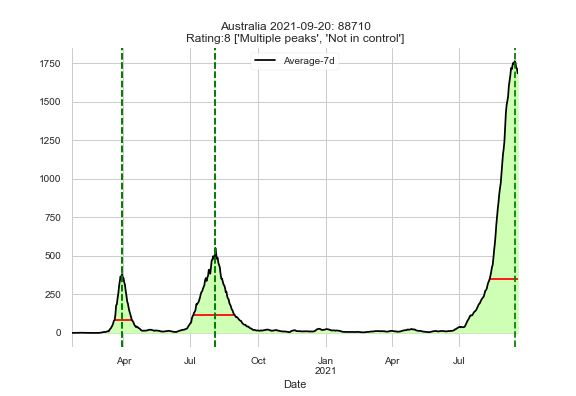 Australia 2021-09-20: 88710
Rating:8 ['Multiple peaks', 'Not in control']
Average-7d
1750
1500
1250
1000
750
500
250
0
Apr
Jul
Oct
Jan
2021
Apr
Jul
Date